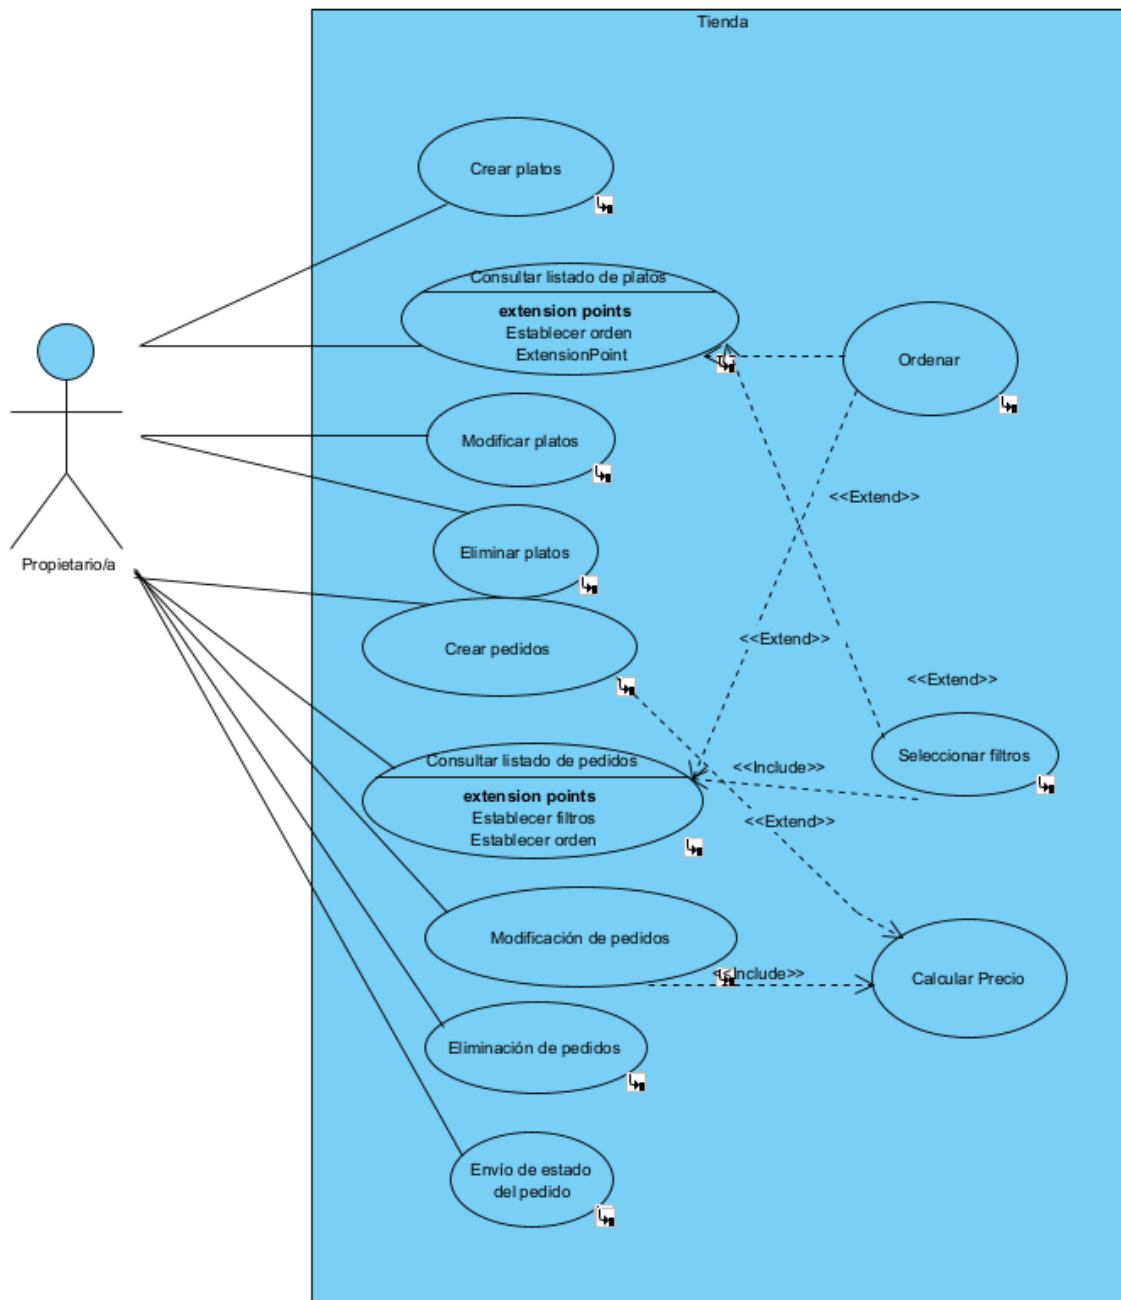 Tienda
Crear platos
Consultar listado de platos
extension points
Establecer orden
ExtensionPoint
Ordenar
Modificar platos
<<Extend>>
Eliminar platos
Propietario/a
Crear pedidos
<<Extend>>
<<Extend>>
Consultar listado de pedidos
<<Include>>
Seleccionar filtros
extension points
Establecer filtros
Establecer orden
<<Extend>>
Modificación de pedidos
<<Include>>
Calcular Precio
Eliminación de pedidos
Envío de estado
del pedido